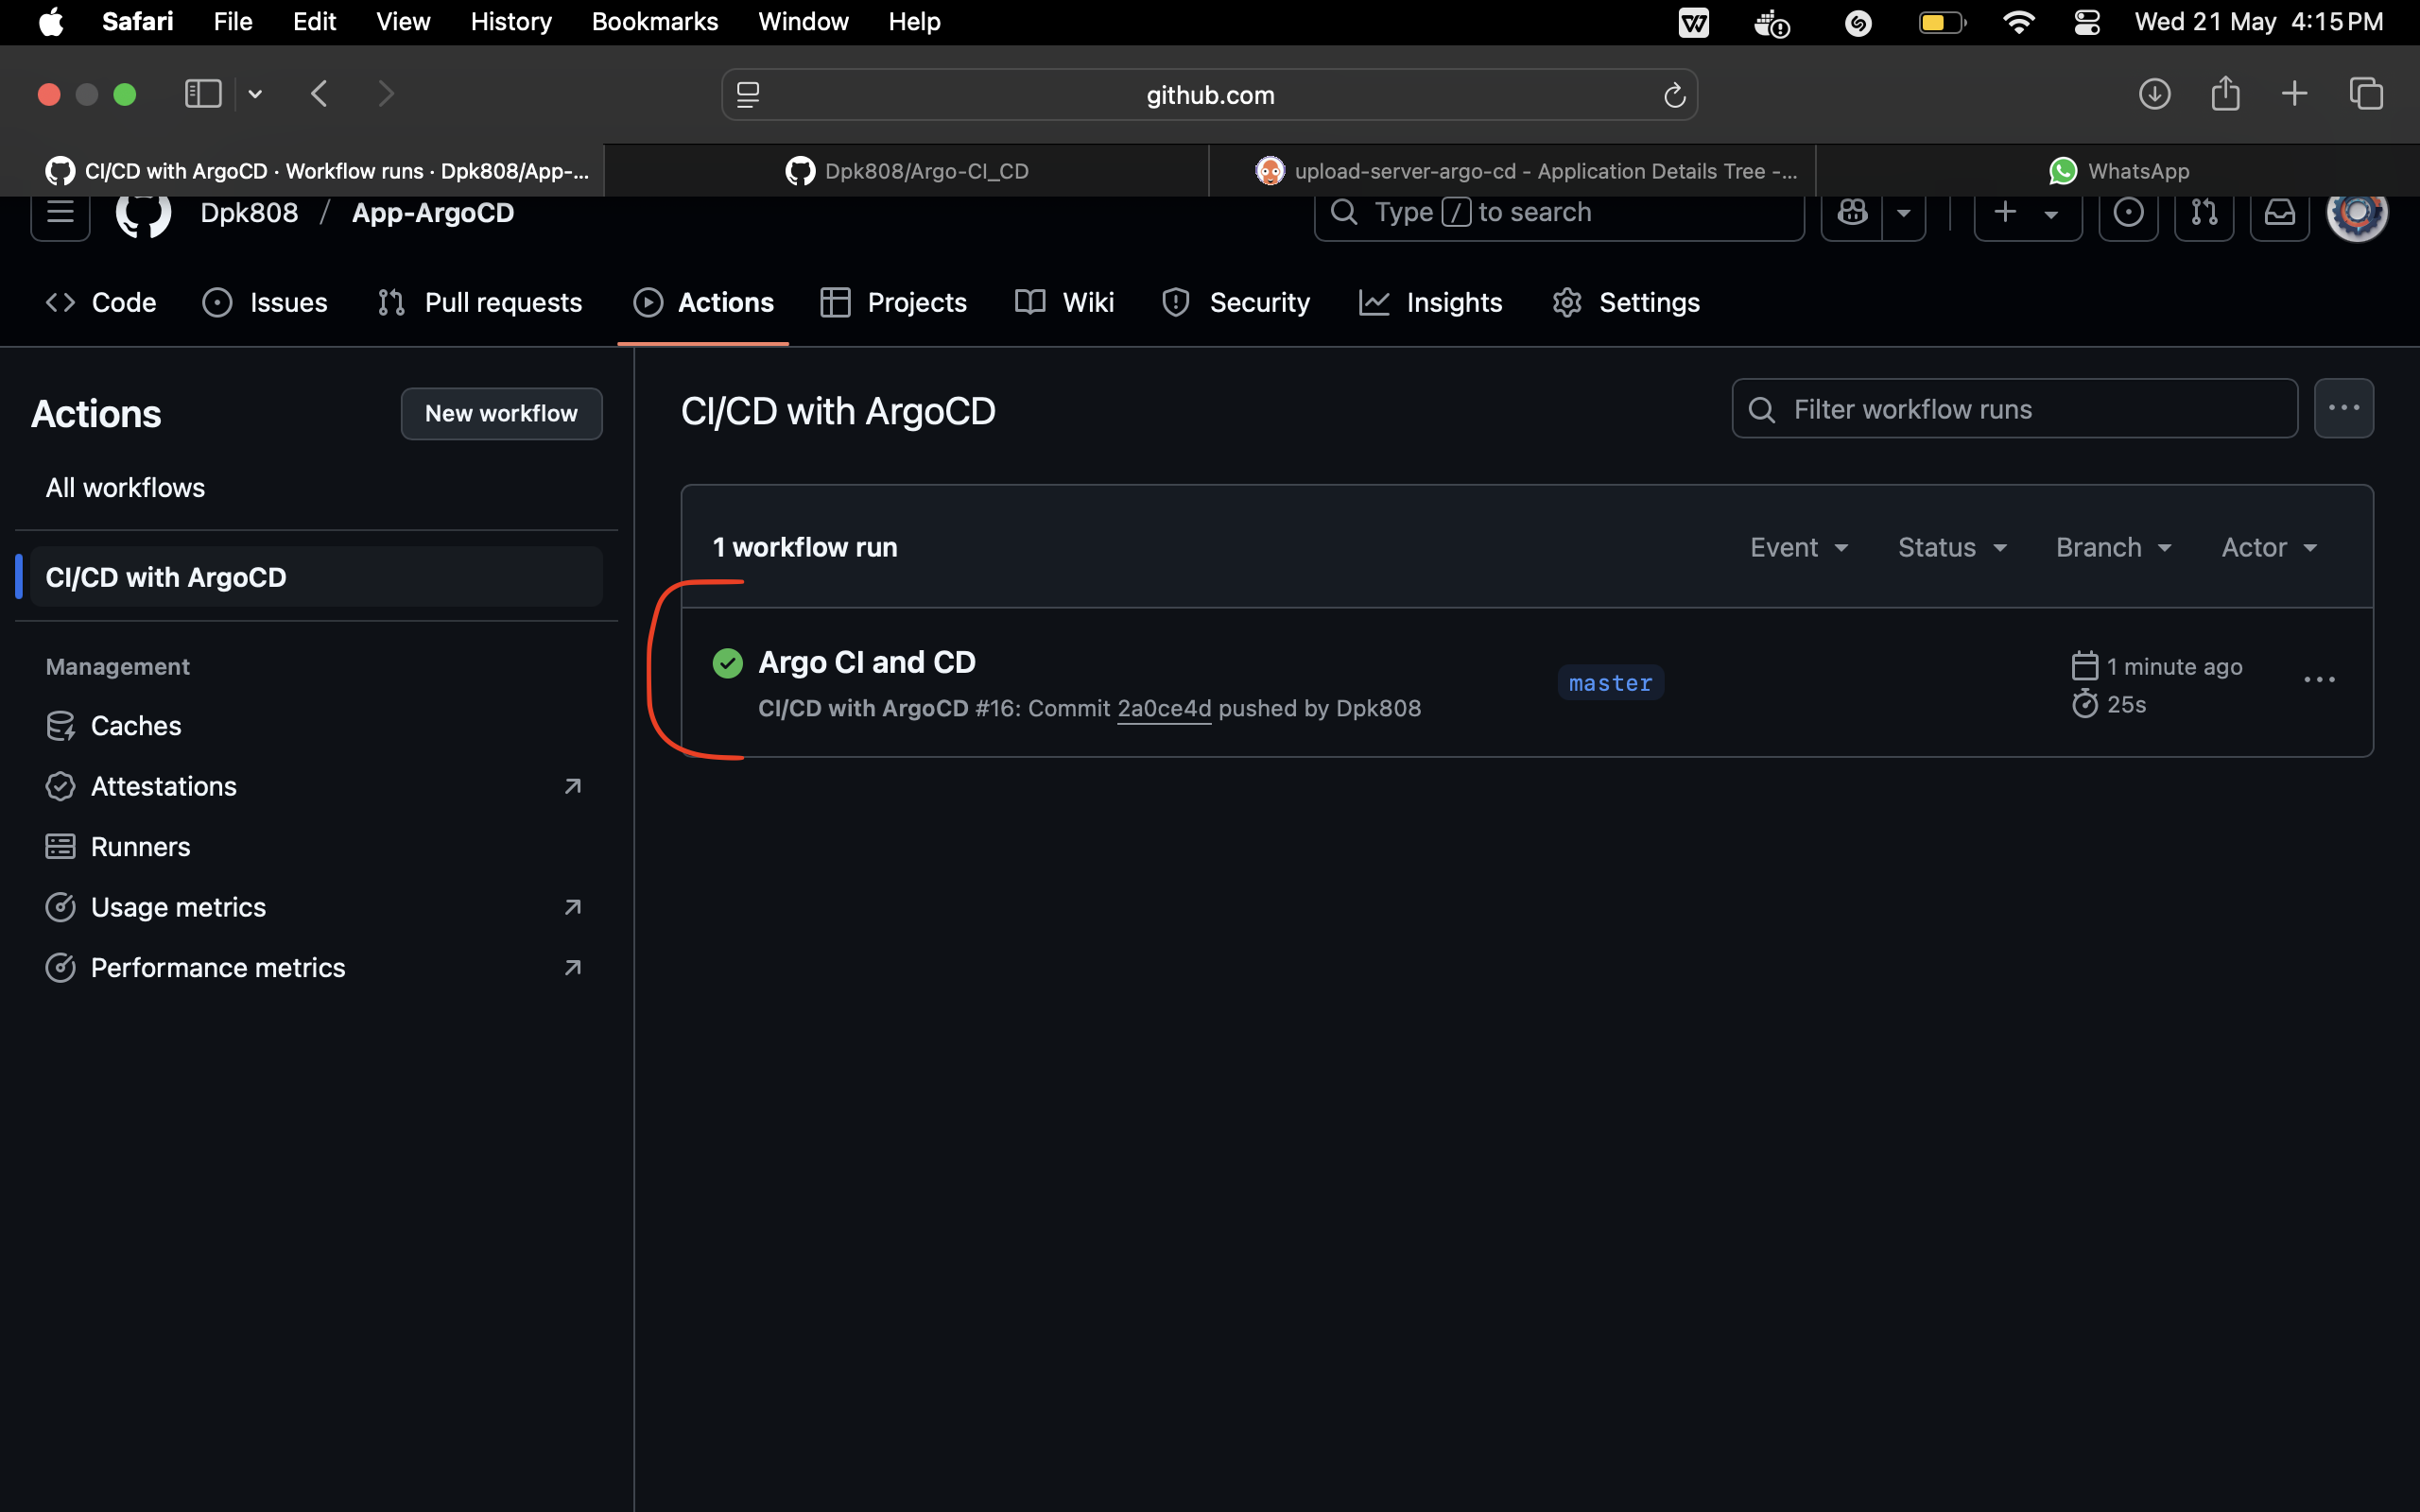 Safari File Edit View History Bookmarks Window Help Wed 21 May 4:15 PM
github.com
CI/CD with ArgoCD · Workflow runs · Dpk808/App-... Dpk808/Argo-CI_CD upload-server-argo-cd - Application Details Tree -... WhatsApp
Dpk808 / App-ArgoCD Type / to search
Code Issues Pull requests Actions Projects Wiki Security Insights Settings
Actions New workflow
All workflows
CI/CD with ArgoCD
Management
Caches
Attestations
Runners
Usage metrics
Performance metrics
CI/CD with ArgoCD Filter workflow runs
1 workflow run Event Status Branch Actor
Argo CI and CD
CI/CD with ArgoCD #16: Commit 2a0ce4d pushed by Dpk808
master
1 minute ago
25s